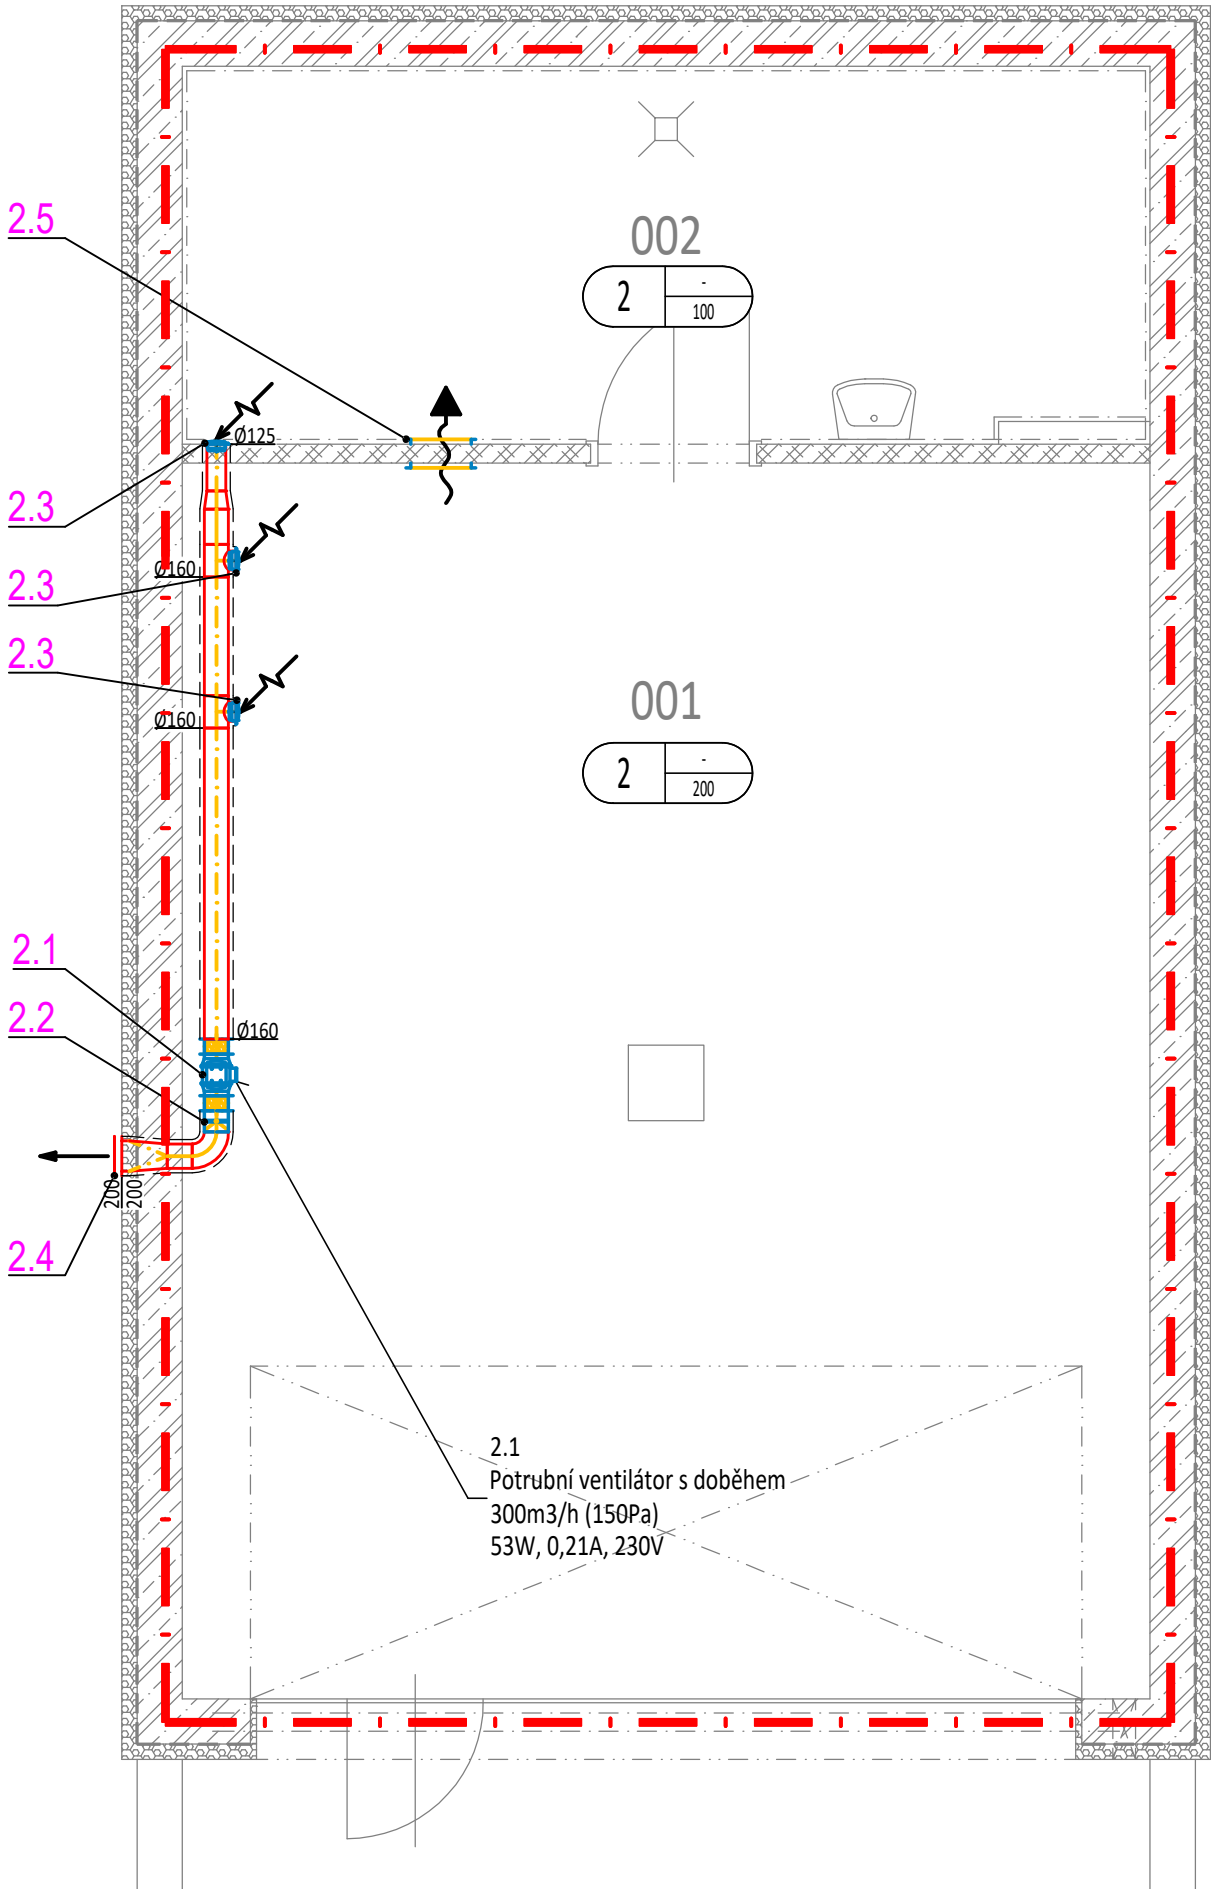 002
2
-
100
2.5
Ø125
2.3
Ø160
2.3
2.3
Ø160
001
2
-
200
2.1
2.2
Ø160
200
200
2.4
2.1
Potrubní ventilátor s doběhem
300m3/h (150Pa)
53W, 0,21A, 230V